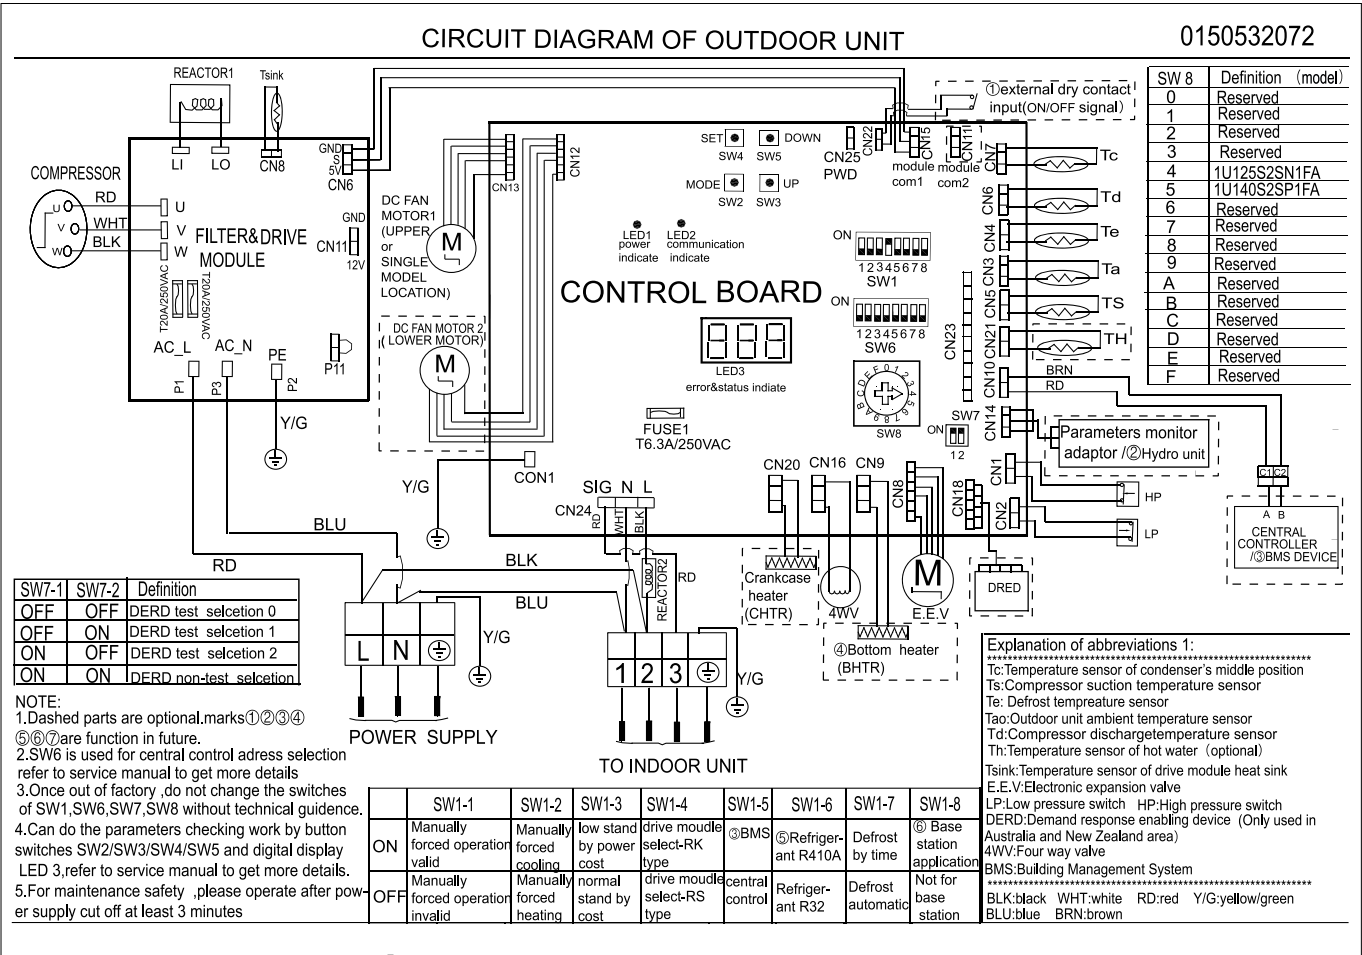 CIRCUIT DIAGRAM OF OUTDOOR UNIT
0150532072
REACTOR1
Tsink
LI
LO
CN8
GND
S
5V
CN6
COMPRESSOR
RD
WHT
BLK
U
V
W
U
V
W
FILTER&DRIVE
MODULE
GND
CN11
12V
T20A/250VAC
T20A/250VAC
AC_L
AC_N
PE
P1
P3
P2
P11
Y/G
DC FAN
MOTOR1
(UPPER
or
SINGLE
MODEL
LOCATION)
M
DC FAN MOTOR 2
( LOWER MOTOR)
M
CN13
CN12
SET
SW4
SW5
DOWN
MODE
SW2
SW3
UP
LED1
power
indicate
LED2
communication
indicate
CN25
PWD
CN22
CN15
CN11
module
com1
module
com2
①external dry contact
input(ON/OFF signal)
CONTROL BOARD
ON
12345678
SW1
ON
12345678
SW6
LED3
error&status indiate
FUSE1
T6.3A/250VAC
0123456789ABCDEF
SW8
SW7
ON
12
CN23
CN7
Tc
CN6
Td
CN4
Te
CN3
Ta
CN5
TS
CN21
TH
CN10
BRN
RD
CN14
Parameters monitor
adaptor /②Hydro unit
CN1
HP
CN2
LP
C1
C2
A B
CENTRAL
CONTROLLER
/③BMS DEVICE
CON1
Y/G
SIG N L
CN24
RD
WHT
BLK
CN20
CN16
CN9
CN8
CN18
REACTOR2
RD
Crankcase
heater
(CHTR)
4WV
M
E.E.V
DRED
④Bottom heater
(BHTR)
BLU
RD
BLK
BLU
Y/G
L
N
POWER SUPPLY
1
2
3
Y/G
TO INDOOR UNIT
SW 8 Definition (model)
0 Reserved
1 Reserved
2 Reserved
3 Reserved
4 1U125S2SN1FA
5 1U140S2SP1FA
6 Reserved
7 Reserved
8 Reserved
9 Reserved
A Reserved
B Reserved
C Reserved
D Reserved
E Reserved
F Reserved
SW7-1 SW7-2 Definition
OFF OFF DERD test selcetion 0
OFF ON DERD test selcetion 1
ON OFF DERD test selcetion 2
ON ON DERD non-test selcetion
NOTE:
1.Dashed parts are optional.marks①②③④
⑤⑥⑦are function in future.
2.SW6 is used for central control adress selection
refer to service manual to get more details
3.Once out of factory ,do not change the switches
of SW1,SW6,SW7,SW8 without technical guidence.
4.Can do the parameters checking work by button
switches SW2/SW3/SW4/SW5 and digital display
LED 3,refer to service manual to get more details.
5.For maintenance safety ,please operate after pow-
er supply cut off at least 3 minutes
SW1-1 SW1-2 SW1-3 SW1-4 SW1-5 SW1-6 SW1-7 SW1-8
ON
Manually
forced operation
valid
Manually
forced
cooling
low stand
by power
cost
drive moudle
select-RK
type
③BMS
⑤Refriger-
ant R410A
Defrost
by time
⑥ Base
station
application
OFF
Manually
forced operation
invalid
Manually
forced
heating
normal
stand by
cost
drive moudle
select-RS
type
central
control
Refriger-
ant R32
Defrost
automatic
Not for
base
station
Explanation of abbreviations 1:
Tc:Temperature sensor of condenser's middle position
Ts:Compressor suction temperature sensor
Te: Defrost tempreature sensor
Tao:Outdoor unit ambient temperature sensor
Td:Compressor dischargetemperature sensor
Th:Temperature sensor of hot water (optional)
Tsink:Temperature sensor of drive module heat sink
E.E.V:Electronic expansion valve
LP:Low pressure switch HP:High pressure switch
DERD:Demand response enabling device (Only used in
Australia and New Zealand area)
4WV:Four way valve
BMS:Building Management System
BLK:black WHT:white RD:red Y/G:yellow/green
BLU:blue BRN:brown